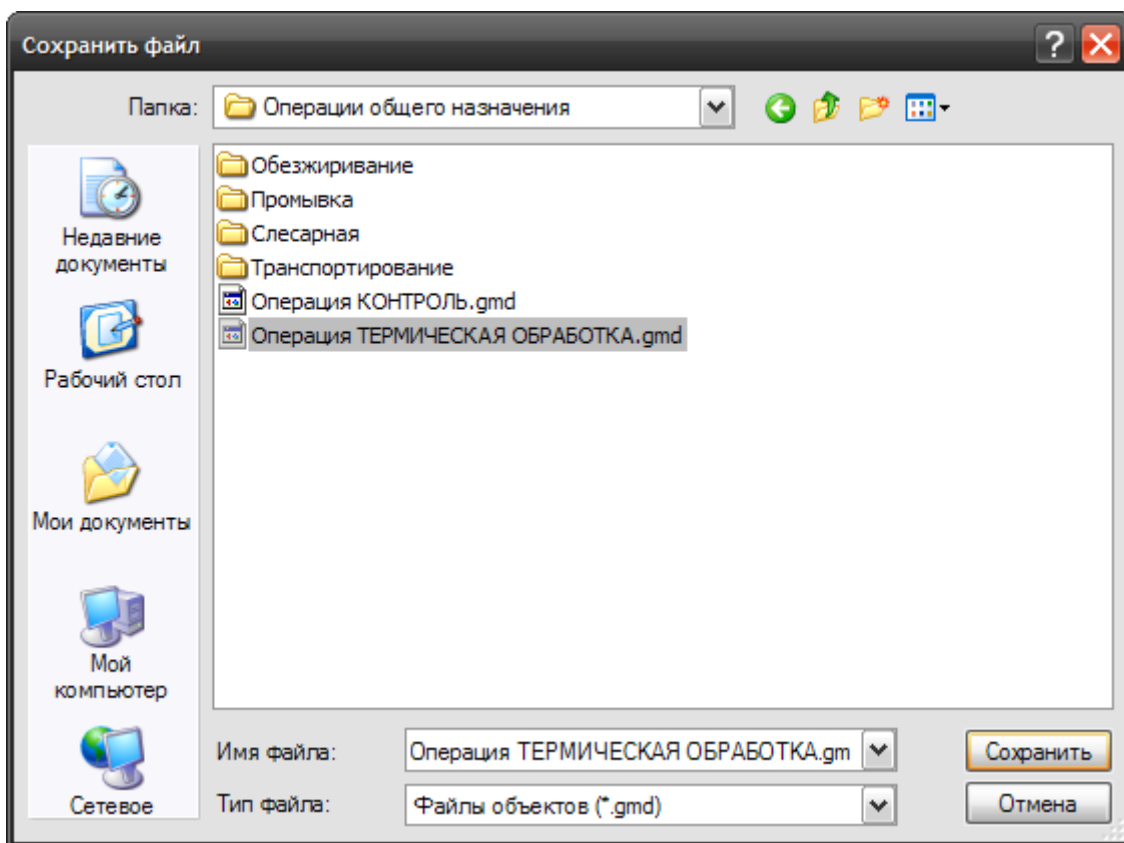 Сохранить файл
Папка: Операции общего назначения
Обезжиривание
Промывка
Слесарная
Транспортирование
Операция КОНТРОЛЬ.gmd
Операция ТЕРМИЧЕСКАЯ ОБРАБОТКА.gmd
Недавние
документы
Рабочий стол
Мои документы
Мой
компьютер
Сетевое
Имя файла: Операция ТЕРМИЧЕСКАЯ ОБРАБОТКА.gm
Сохранить
Тип файла: Файлы объектов (*.gmd)
Отмена